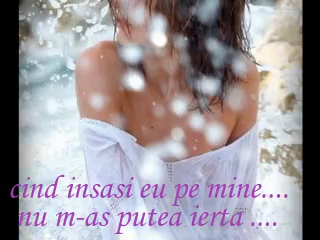 cind insasi eu pe mine....
nu m-as putea ierta ....